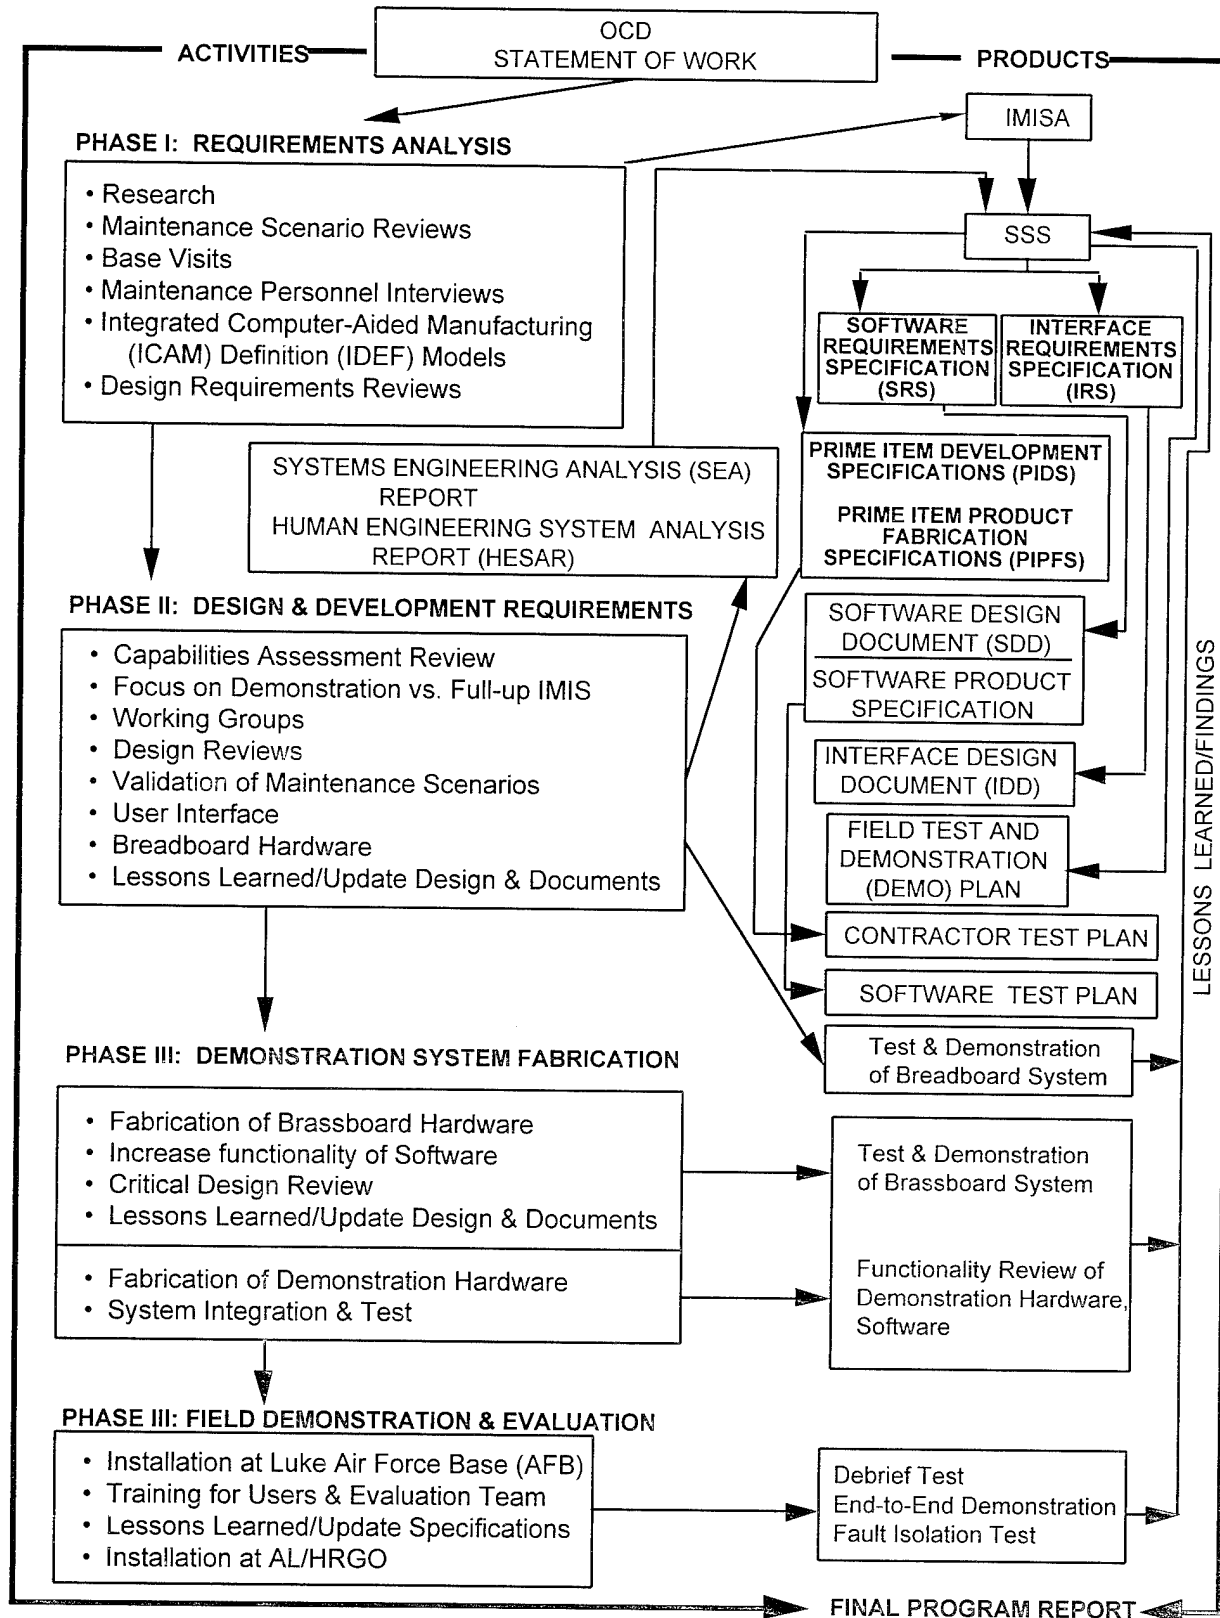 OCD
STATEMENT OF WORK
ACTIVITIES
PRODUCTS
IMISA
PHASE I: REQUIREMENTS ANALYSIS
• Research
• Maintenance Scenario Reviews
• Base Visits
• Maintenance Personnel Interviews
• Integrated Computer-Aided Manufacturing
(ICAM) Definition (IDEF) Models
• Design Requirements Reviews
SSS
SOFTWARE
REQUIREMENTS
SPECIFICATION
(SRS)
INTERFACE
REQUIREMENTS
SPECIFICATION
(IRS)
SYSTEMS ENGINEERING ANALYSIS (SEA)
REPORT
HUMAN ENGINEERING SYSTEM ANALYSIS
REPORT (HESAR)
PRIME ITEM DEVELOPMENT
SPECIFICATIONS (PIDS)
PRIME ITEM PRODUCT
FABRICATION
SPECIFICATIONS (PIPFS)
PHASE II: DESIGN & DEVELOPMENT REQUIREMENTS
• Capabilities Assessment Review
• Focus on Demonstration vs. Full-up IMIS
• Working Groups
• Design Reviews
• Validation of Maintenance Scenarios
• User Interface
• Breadboard Hardware
• Lessons Learned/Update Design & Documents
SOFTWARE DESIGN
DOCUMENT (SDD)
SOFTWARE PRODUCT
SPECIFICATION
INTERFACE DESIGN
DOCUMENT (IDD)
FIELD TEST AND
DEMONSTRATION
(DEMO) PLAN
CONTRACTOR TEST PLAN
SOFTWARE TEST PLAN
LESSONS LEARNED/FINDINGS
Test & Demonstration
of Breadboard System
PHASE III: DEMONSTRATION SYSTEM FABRICATION
• Fabrication of Brassboard Hardware
• Increase functionality of Software
• Critical Design Review
• Lessons Learned/Update Design & Documents
• Fabrication of Demonstration Hardware
• System Integration & Test
Test & Demonstration
of Brassboard System
Functionality Review of
Demonstration Hardware,
Software
PHASE III: FIELD DEMONSTRATION & EVALUATION
• Installation at Luke Air Force Base (AFB)
• Training for Users & Evaluation Team
• Lessons Learned/Update Specifications
• Installation at AL/HRGO
Debrief Test
End-to-End Demonstration
Fault Isolation Test
FINAL PROGRAM REPORT